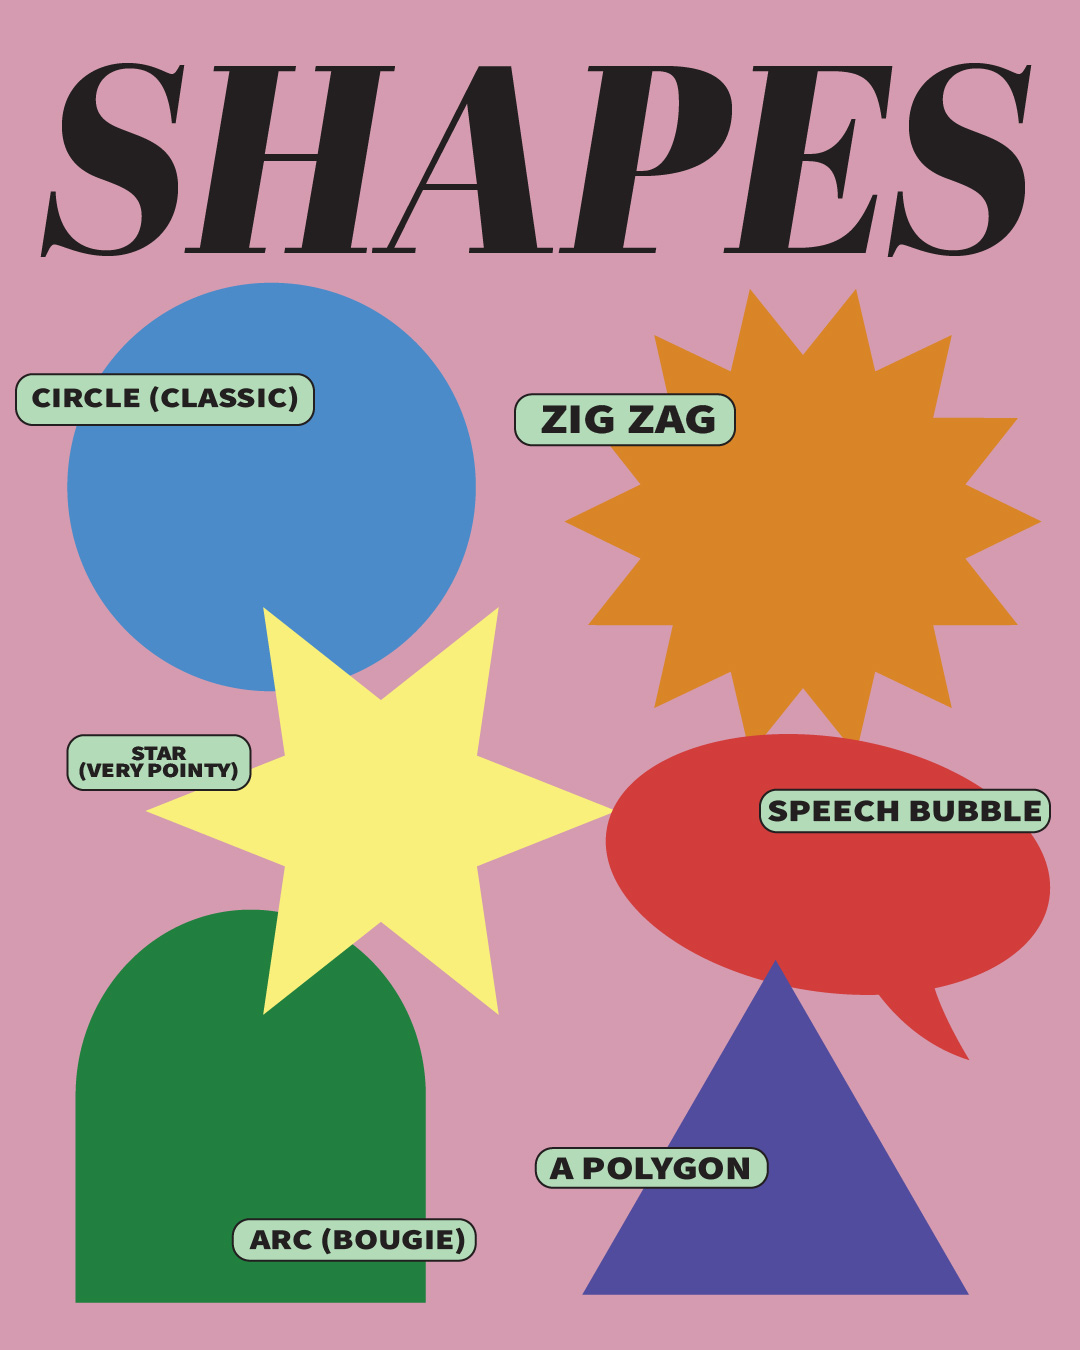 SHAPES
CIRCLE (CLASSIC)
ZIG ZAG
STAR
(VERY POINTY)
SPEECH BUBBLE
A POLYGON
ARC (BOUGIE)